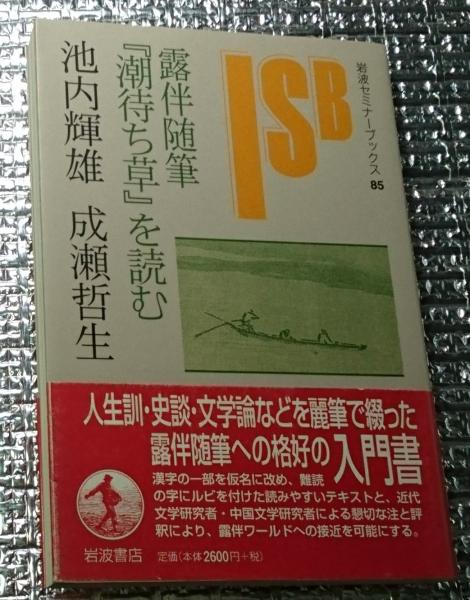 ISB
岩波セミナーブックス 85
露伴随筆
『潮待ち草』を読む
池内輝雄 成瀬哲生
人生訓・史談・文学論などを麗筆で綴った
露伴随筆への格好の入門書
漢字の一部を仮名に改め、難読
の字にルビを付けた読みやすいテキストと、近代
文学研究者・中国文学研究者による懇切な注と評
釈により、露伴ワールドへの接近を可能にする。
岩波書店
定価(本体2600円+税)